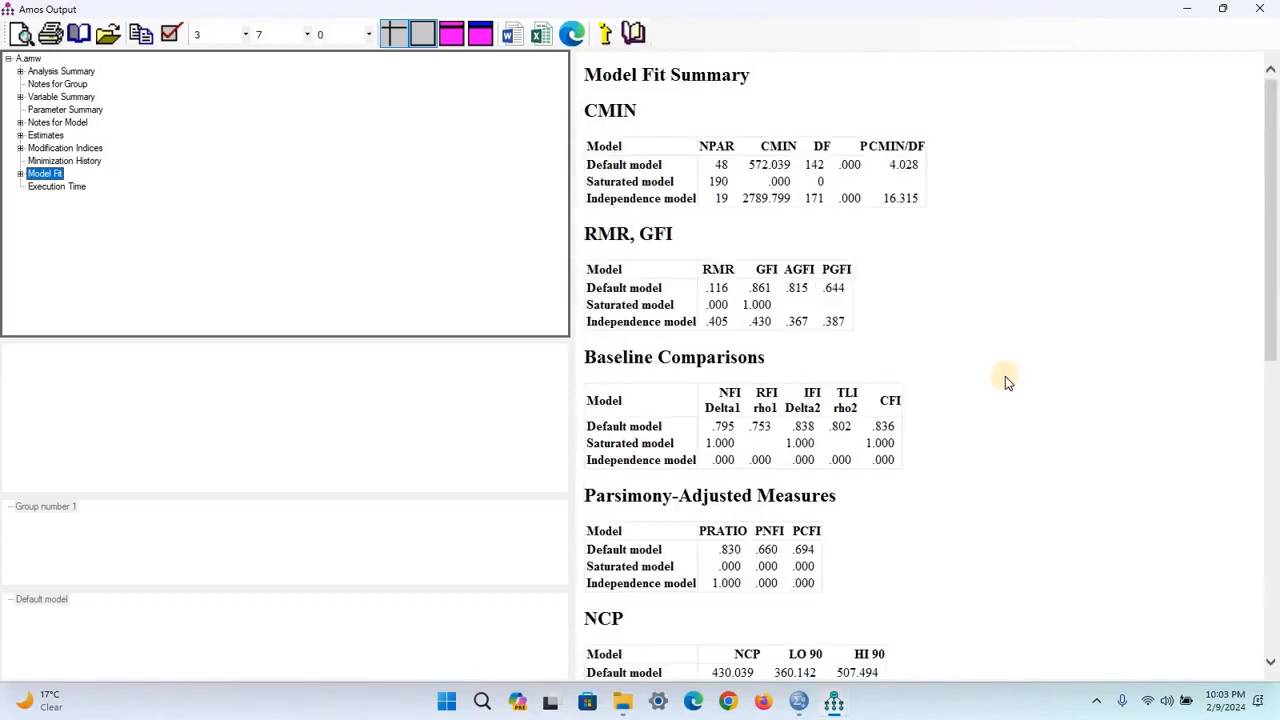 Amos Output
3 7 0
A.amw
Analysis Summary
Notes for Group
Variable Summary
Parameter Summary
Notes for Model
Estimates
Modification Indices
Minimization History
Model Fit
Execution Time
Group number 1
Default model
Model Fit Summary
CMIN
Model NPAR CMIN DF P CMIN/DF
Default model 48 572.039 142 .000 4.028
Saturated model 190 .000 0
Independence model 19 2789.799 171 .000 16.315
RMR, GFI
Model RMR GFI AGFI PGFI
Default model .116 .861 .815 .644
Saturated model .000 1.000
Independence model .405 .430 .367 .387
Baseline Comparisons
Model NFI Delta1 RFI rho1 IFI Delta2 TLI rho2 CFI
Default model .795 .753 .838 .802 .836
Saturated model 1.000 1.000 1.000
Independence model .000 .000 .000 .000 .000
Parsimony-Adjusted Measures
Model PRATIO PNFI PCFI
Default model .830 .660 .694
Saturated model .000 .000 .000
Independence model 1.000 .000 .000
NCP
Model NCP LO 90 HI 90
Default model 430.039 360.142 507.494
17°C
Clear
PRE
10:03 PM
2/9/2024